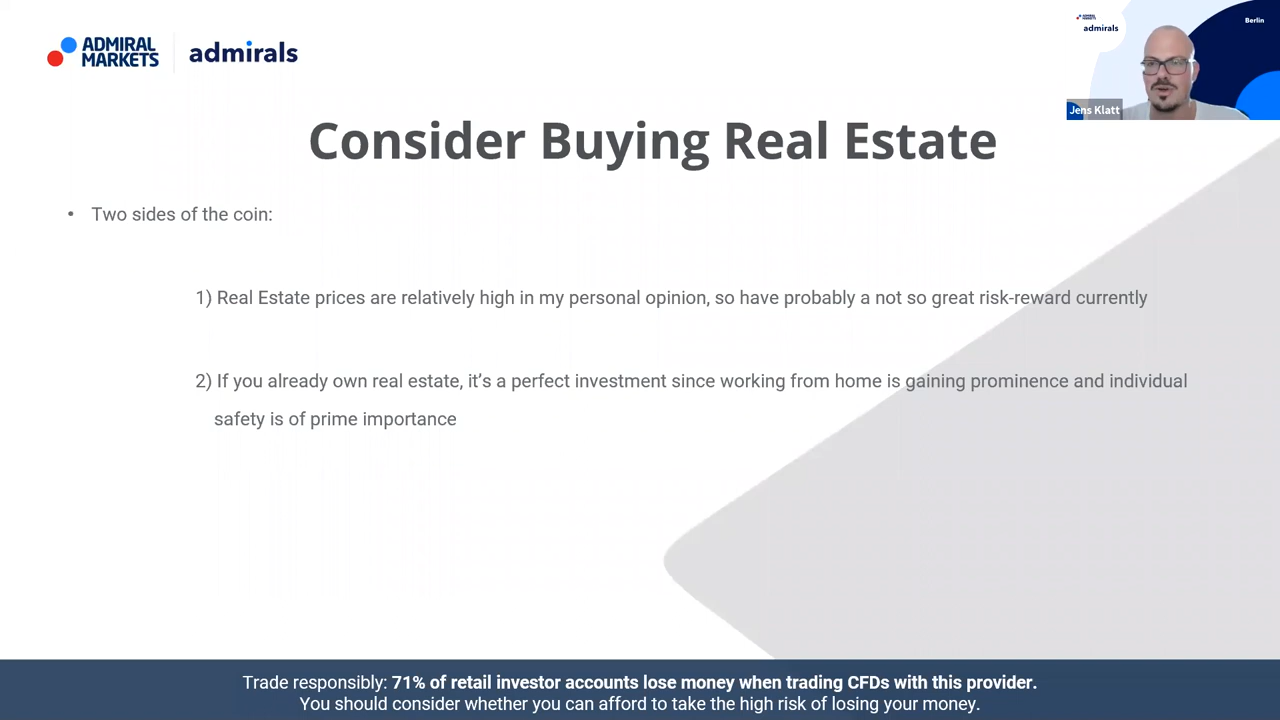 ADMIRAL
MARKETS
admirals
ADMIRAL
MARKETS
admirals
Berlin
Jens Klatt
Consider Buying Real Estate
• Two sides of the coin:
1) Real Estate prices are relatively high in my personal opinion, so have probably a not so great risk-reward currently
2) If you already own real estate, it's a perfect investment since working from home is gaining prominence and individual
safety is of prime importance
Trade responsibly: 71% of retail investor accounts lose money when trading CFDs with this provider.
You should consider whether you can afford to take the high risk of losing your money.